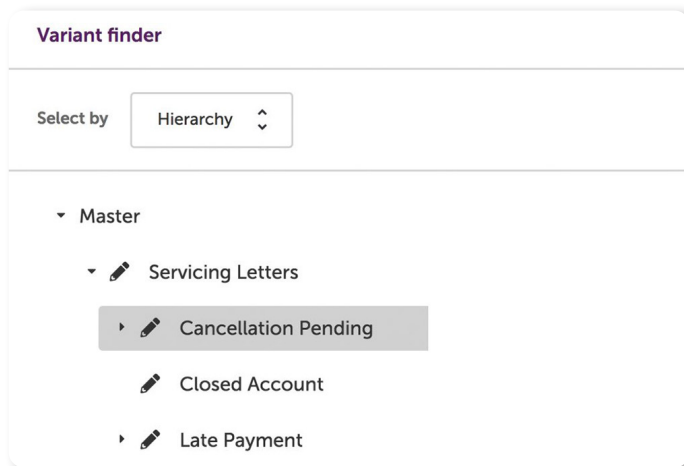 Variant finder
Select by Hierarchy
Master
Servicing Letters
Cancellation Pending
Closed Account
Late Payment